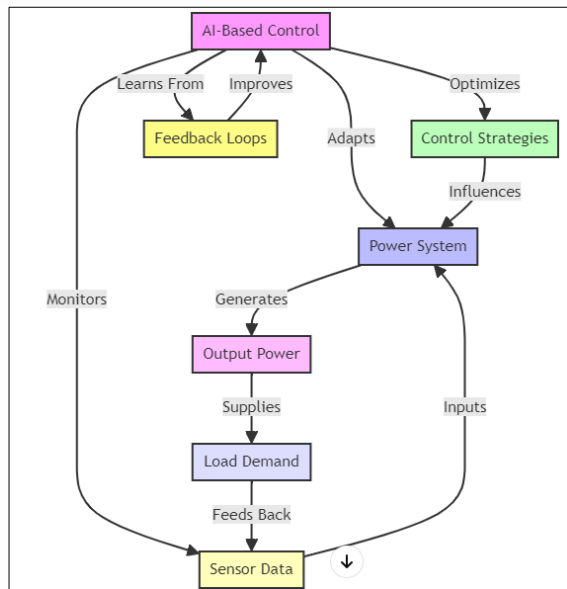 AI-Based Control
Learns From
Improves
Optimizes
Feedback Loops
Adapts
Control Strategies
Influences
Power System
Monitors
Generates
Output Power
Supplies
Inputs
Load Demand
Feeds Back
Sensor Data